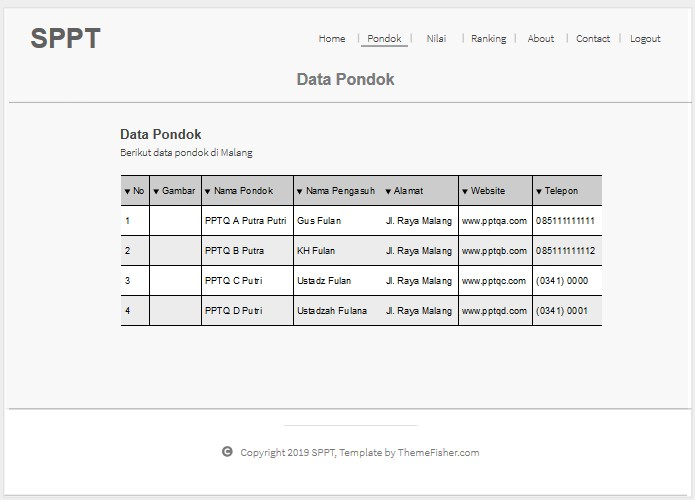 SPPT
Home | Pondok | Nilai | Ranking | About | Contact | Logout
Data Pondok
Data Pondok
Berikut data pondok di Malang
▼ No ▼ Gambar ▼ Nama Pondok ▼ Nama Pengasuh ▼ Alamat ▼ Website ▼ Telepon
1 PPTQ A Putra Putri Gus Fulan Jl. Raya Malang www.pptqa.com 085111111111
2 PPTQ B Putra KH Fulan Jl. Raya Malang www.pptqb.com 085111111112
3 PPTQ C Putri Ustadz Fulan Jl. Raya Malang www.pptqc.com (0341) 0000
4 PPTQ D Putri Ustadzah Fulana Jl. Raya Malang www.pptqd.com (0341) 0001
© Copyright 2019 SPPT, Template by ThemeFisher.com